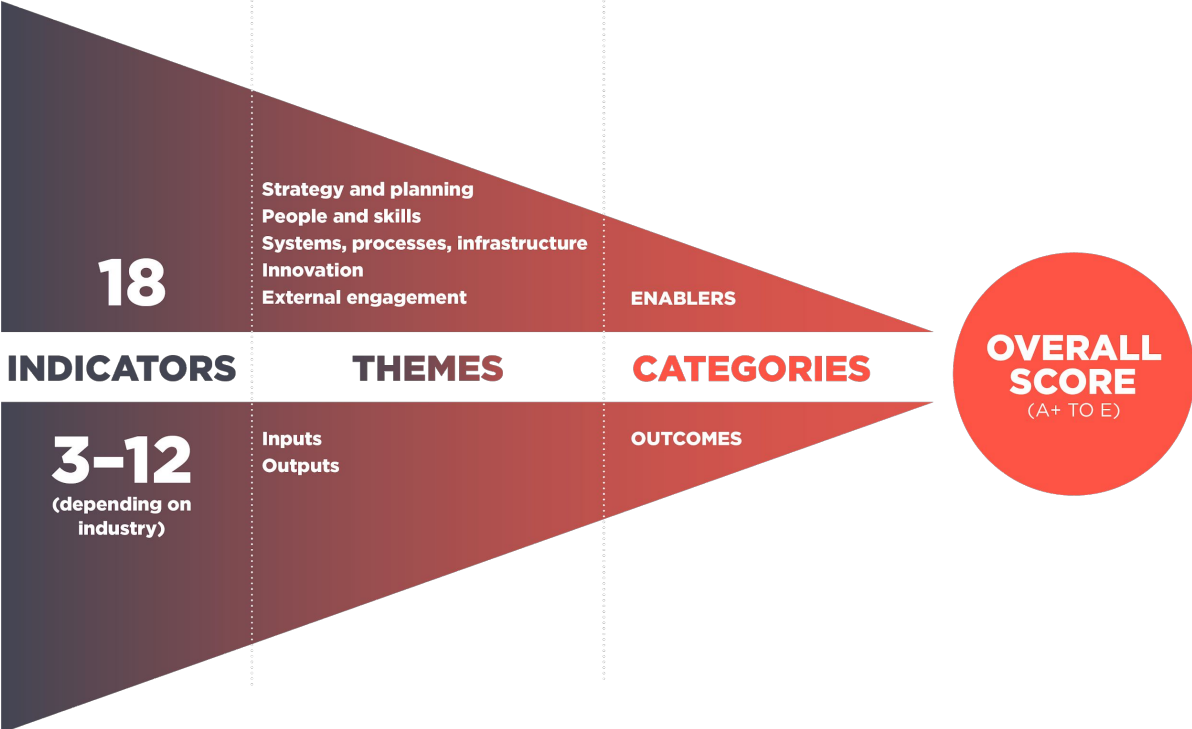 Strategy and planning
People and skills
Systems, processes, infrastructure
Innovation
External engagement
18
ENABLERS
INDICATORS
THEMES
CATEGORIES
OVERALL
SCORE
(A+ TO E)
3–12
(depending on
industry)
Inputs
Outputs
OUTCOMES